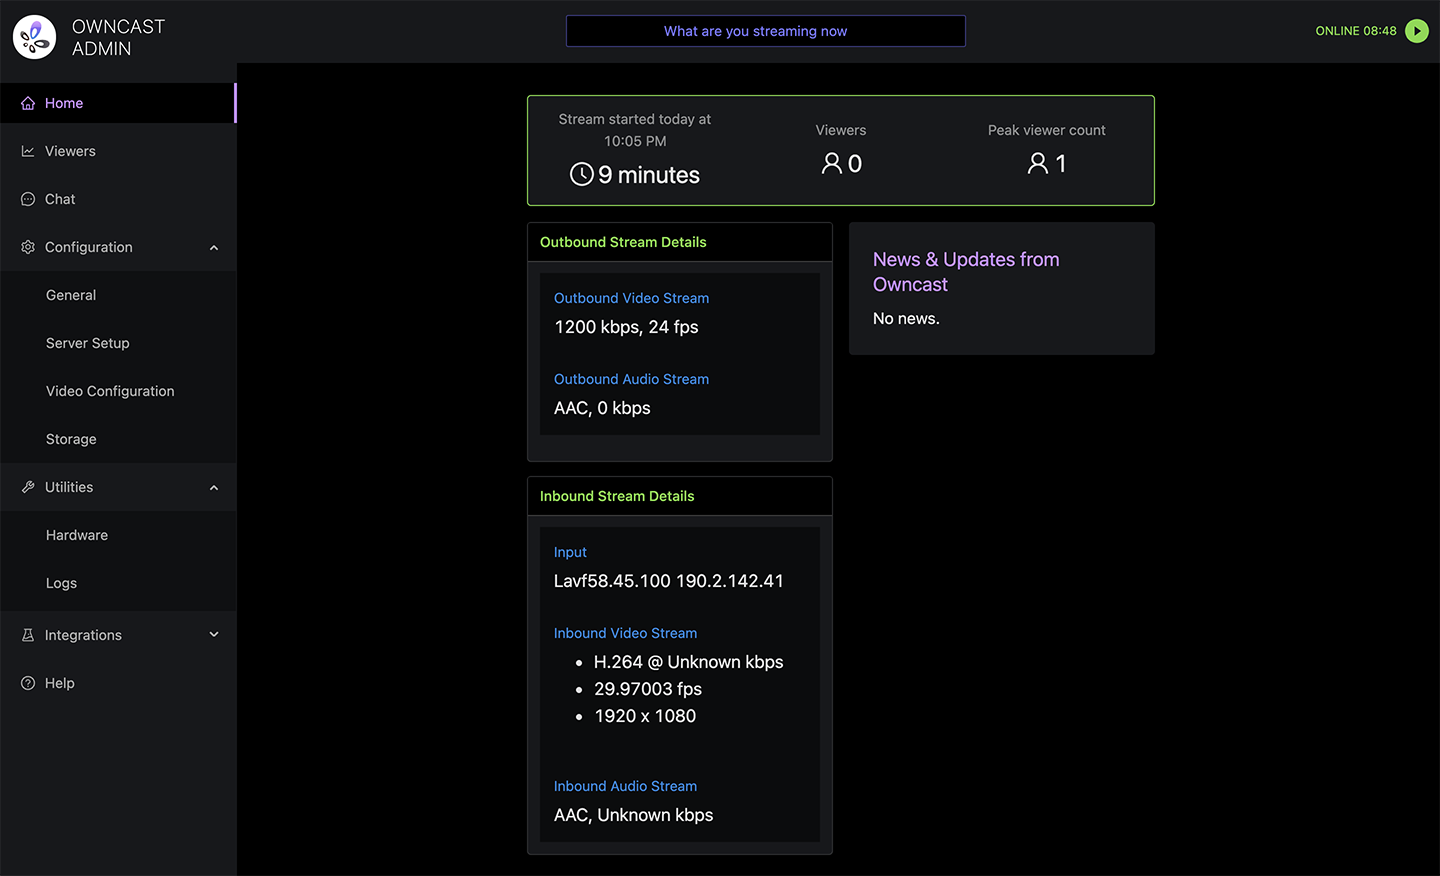 OWNCAST
ADMIN
What are you streaming now
ONLINE 08:48
Home
Viewers
Chat
Configuration
General
Server Setup
Video Configuration
Storage
Utilities
Hardware
Logs
Integrations
Help
Stream started today at
10:05 PM
9 minutes
Viewers
0
Peak viewer count
1
Outbound Stream Details
Outbound Video Stream
1200 kbps, 24 fps
Outbound Audio Stream
AAC, 0 kbps
News & Updates from
Owncast
No news.
Inbound Stream Details
Input
Lavf58.45.100 190.2.142.41
Inbound Video Stream
• H.264 @ Unknown kbps
• 29.97003 fps
• 1920 x 1080
Inbound Audio Stream
AAC, Unknown kbps